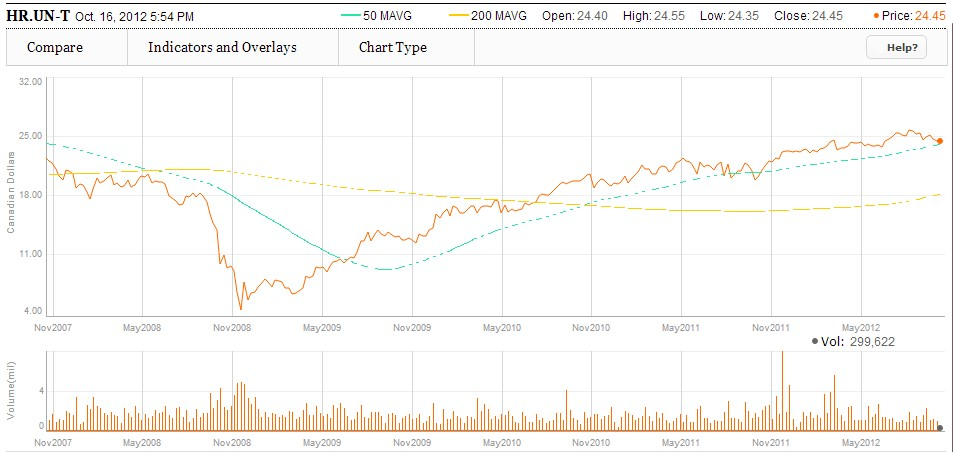 HR.UN-T Oct. 16, 2012 5:54 PM 50 MAVG 200 MAVG Open: 24.40 High: 24.55 Low: 24.35 Close: 24.45 Price: 24.45
Compare Indicators and Overlays Chart Type Help?
32.00
25.00
18.00
11.00
4.00
Canadian Dollars
Nov2007 May2008 Nov2008 May2009 Nov2009 May2010 Nov2010 May2011 Nov2011 May2012
Vol: 299,622
4
0
Volume(mil)
Nov2007 May2008 Nov2008 May2009 Nov2009 May2010 Nov2010 May2011 Nov2011 May2012